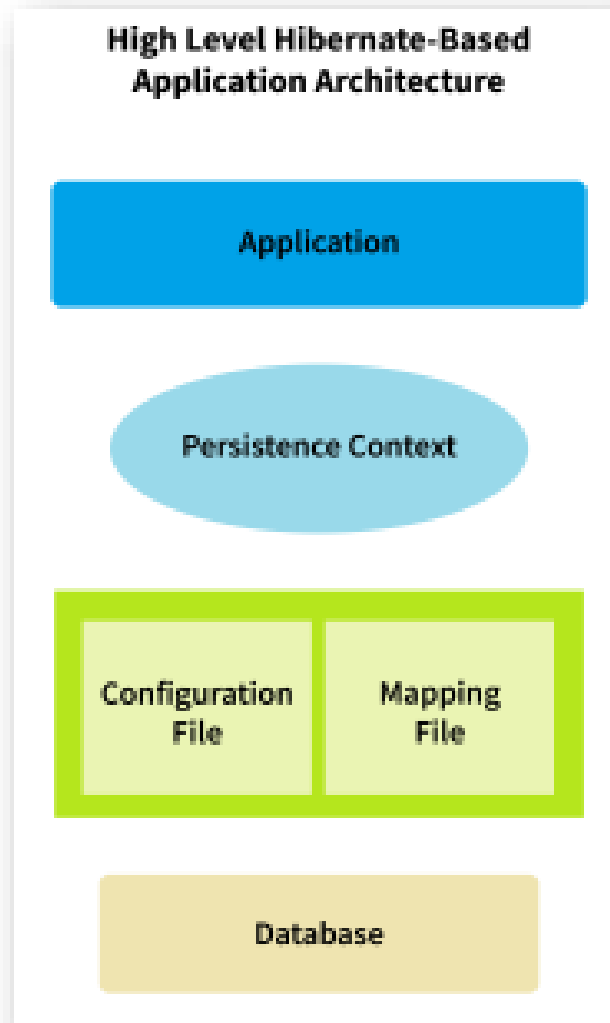 High Level Hibernate-Based
Application Architecture
Application
Persistence Context
Configuration
File
Mapping
File
Database